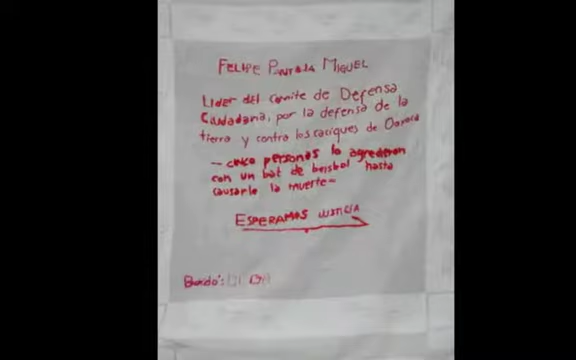 FELIPE PANTOJA MIGUEL
Lider del comite de Defensa
Ciudadana, por la defensa de la
tierra y contra los caciques de Oaxaca
- cinco personas lo agredieron
con un bat de beisbol hasta
causarle la muerte -
ESPERAMOS JUSTICIA
Bordó: